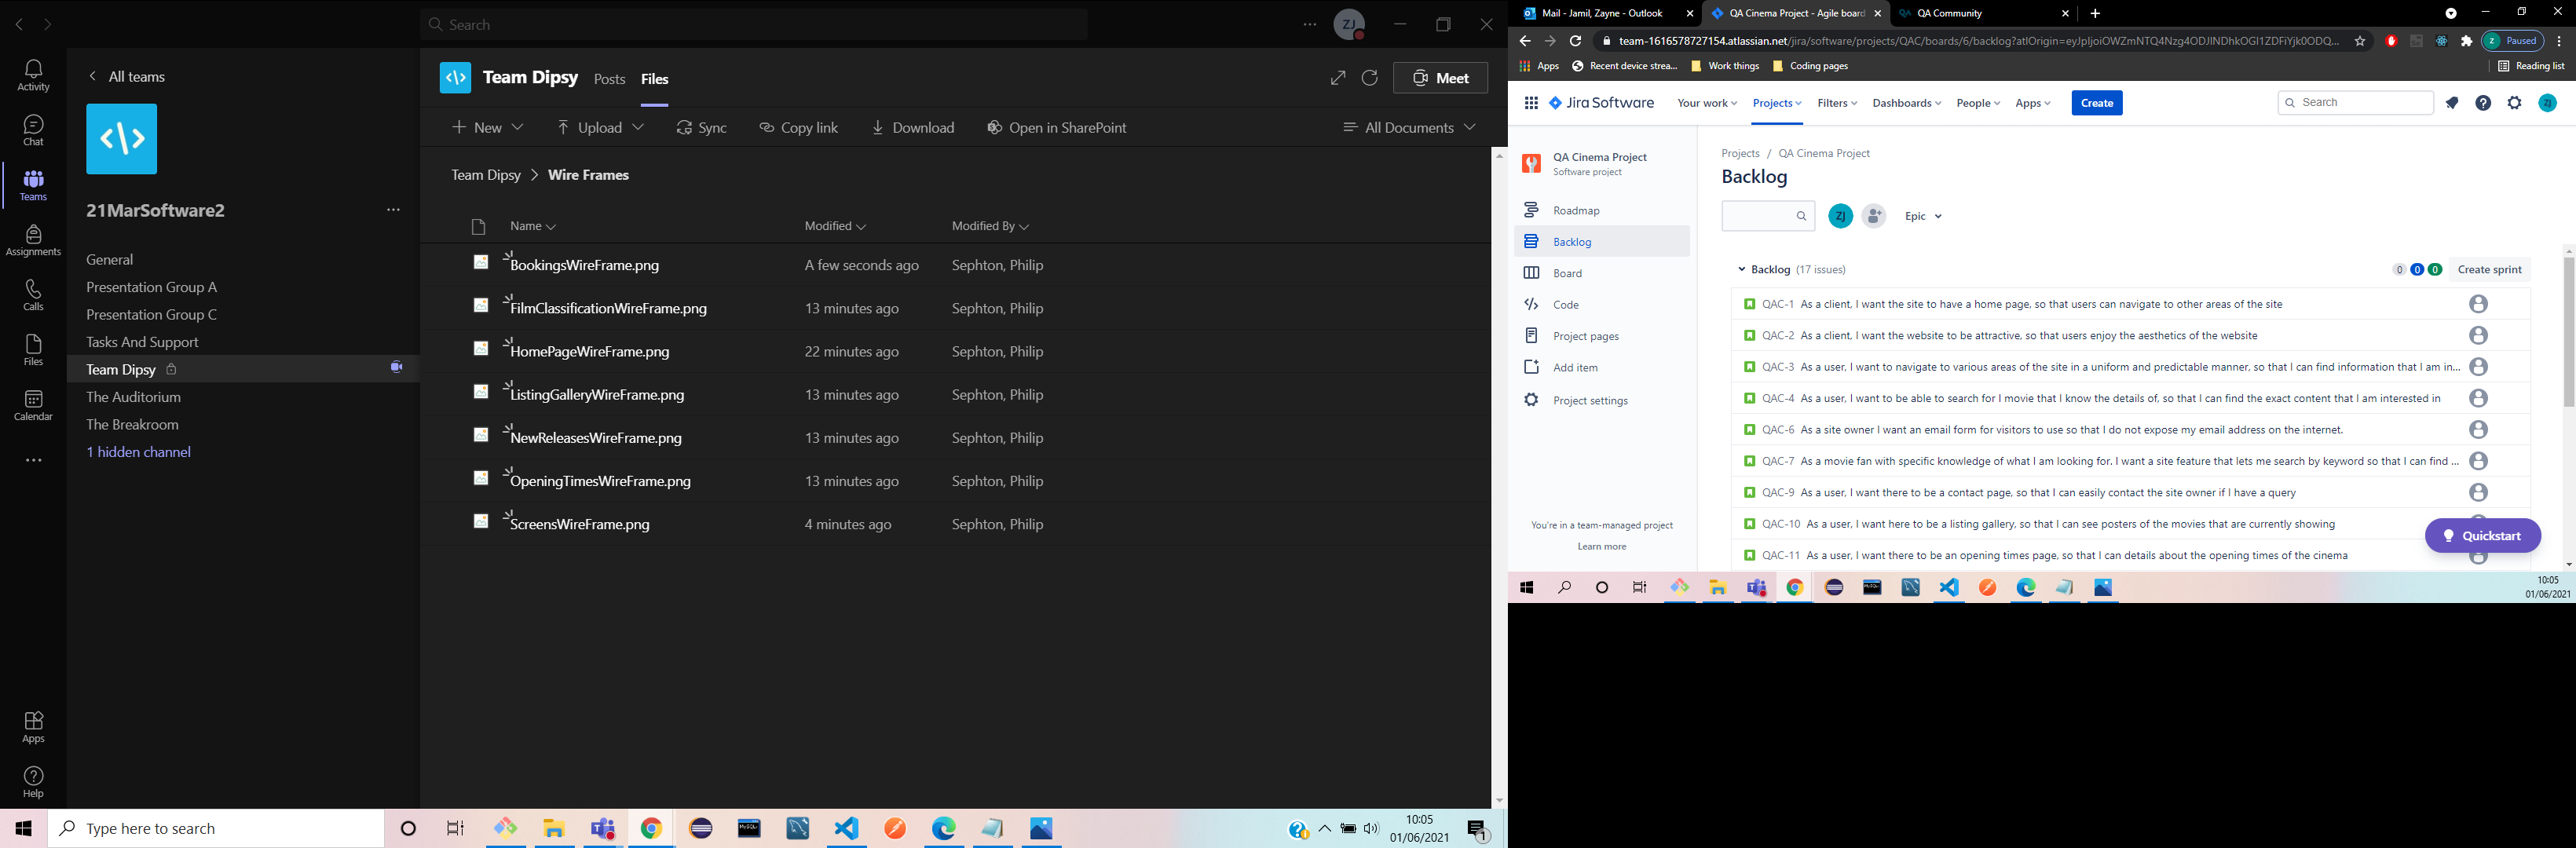 Search
ZJ
Activity
Chat
Teams
Assignments
Calls
Files
Calendar
Apps
Help
All teams
21MarSoftware2
General
Presentation Group A
Presentation Group C
Tasks And Support
Team Dipsy
The Auditorium
The Breakroom
1 hidden channel
Team Dipsy Posts Files
Meet
New Upload Sync Copy link Download Open in SharePoint All Documents
Team Dipsy > Wire Frames
Name Modified Modified By
BookingsWireFrame.png A few seconds ago Sephton, Philip
FilmClassificationWireFrame.png 13 minutes ago Sephton, Philip
HomePageWireFrame.png 22 minutes ago Sephton, Philip
ListingGalleryWireFrame.png 13 minutes ago Sephton, Philip
NewReleasesWireFrame.png 13 minutes ago Sephton, Philip
OpeningTimesWireFrame.png 13 minutes ago Sephton, Philip
ScreensWireFrame.png 4 minutes ago Sephton, Philip
Type here to search
10:05
01/06/2021
1
Mail - Jamil, Zayne - Outlook QA Cinema Project - Agile board QA Community
team-1616578727154.atlassian.net/jira/software/projects/QAC/boards/6/backlog?
Z Paused
Apps Recent device strea... Work things Coding pages Reading list
Jira Software Your work Projects Filters Dashboards People Apps Create Search ZJ
QA Cinema Project
Software project
Roadmap
Backlog
Board
Code
Project pages
Add item
Project settings
You're in a team-managed project
Learn more
Projects / QA Cinema Project
Backlog
ZJ Epic
Backlog (17 issues) 0 0 0 Create sprint
QAC-1 As a client, I want the site to have a home page, so that users can navigate to other areas of the site
QAC-2 As a client, I want the website to be attractive, so that users enjoy the aesthetics of the website
QAC-3 As a user, I want to navigate to various areas of the site in a uniform and predictable manner, so that I can find information that I am in...
QAC-4 As a user, I want to be able to search for I movie that I know the details of, so that I can find the exact content that I am interested in
QAC-6 As a site owner I want an email form for visitors to use so that I do not expose my email address on the internet.
QAC-7 As a movie fan with specific knowledge of what I am looking for, I want a site feature that lets me search by keyword so that I can find ...
QAC-9 As a user, I want there to be a contact page, so that I can easily contact the site owner if I have a query
QAC-10 As a user, I want here to be a listing gallery, so that I can see posters of the movies that are currently showing
QAC-11 As a user, I want there to be an opening times page, so that I can details about the opening times of the cinema
Quickstart
10:05
01/06/2021